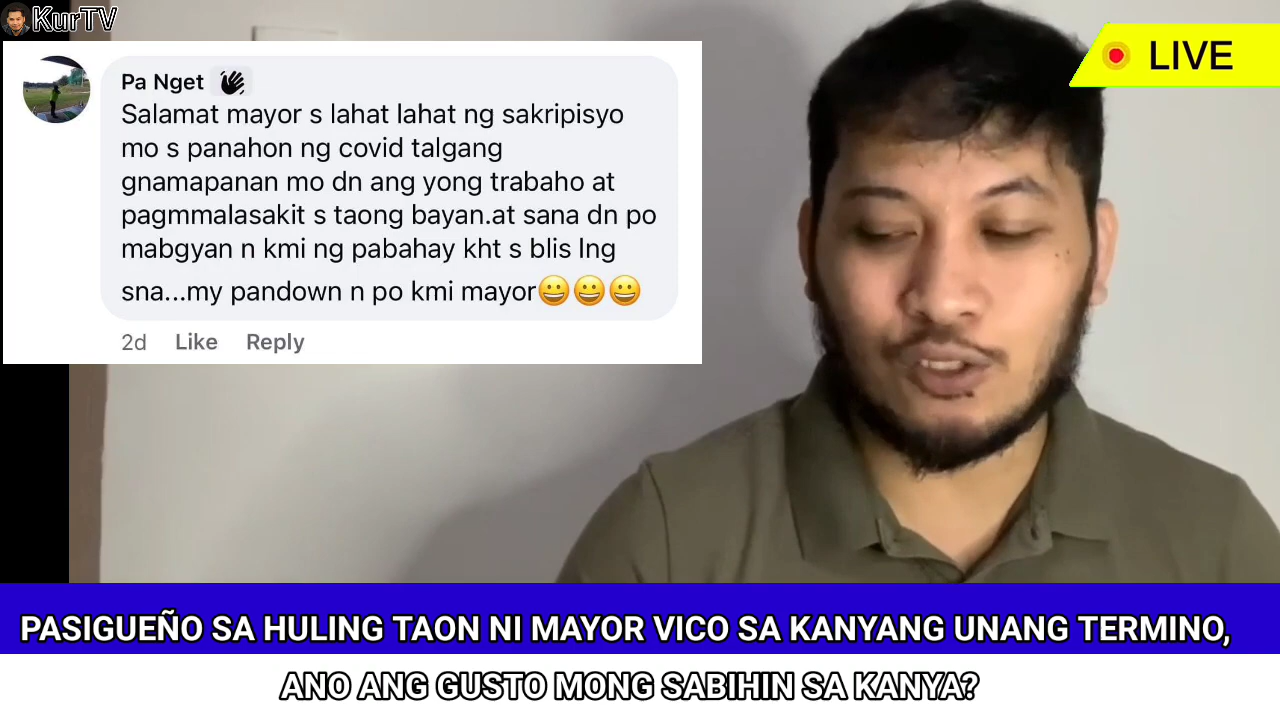 KurTV
LIVE
Pa Nget
Salamat mayor s lahat lahat ng sakripisyo
mo s panahon ng covid talgang
gnamapanan mo dn ang yong trabaho at
pagmmalasakit s taong bayan.at sana dn po
mabgyan n kmi ng pabahay kht s blis lng
sna...my pandown n po kmi mayor😀😀😀
2d Like Reply
PASIGUEÑO SA HULING TAON NI MAYOR VICO SA KANYANG UNANG TERMINO,
ANO ANG GUSTO MONG SABIHIN SA KANYA?